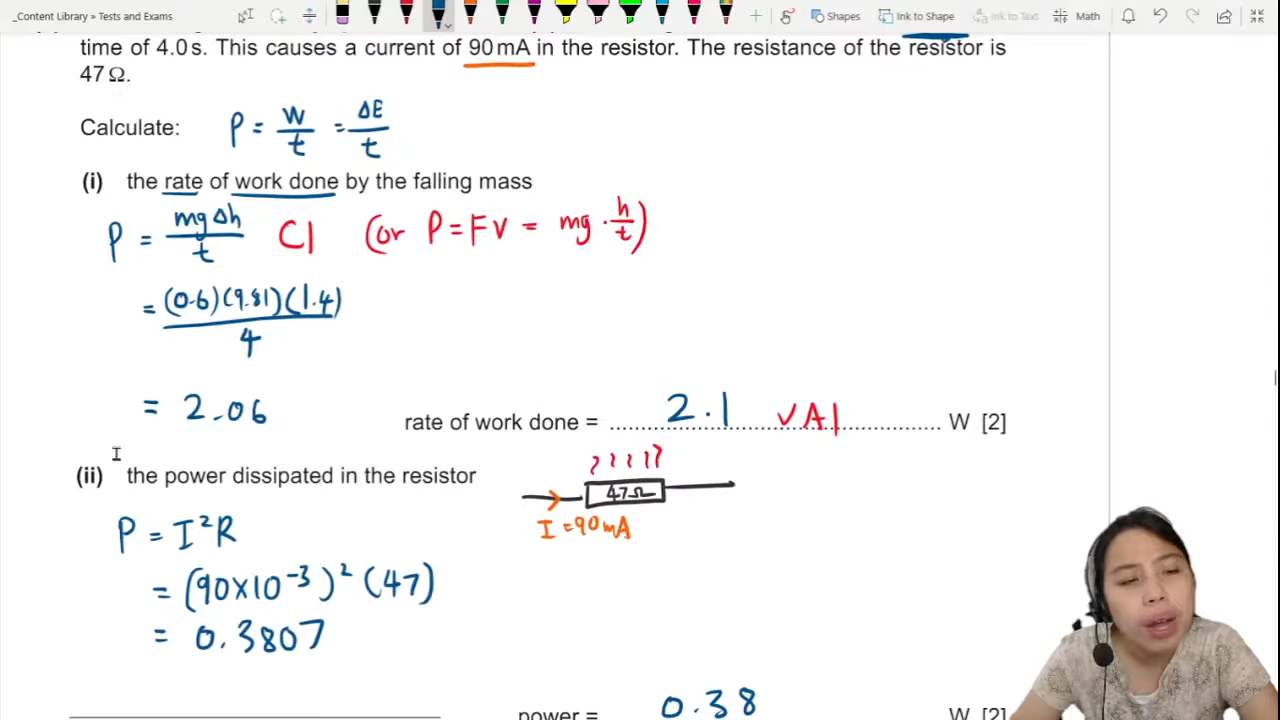 _Content Library » Tests and Exams
Shapes
Ink to Shape
Ink to Text
Math
time of 4.0 s. This causes a current of 90 mA in the resistor. The resistance of the resistor is
47 Ω.
Calculate: P = W/t = ΔE/t
(i) the rate of work done by the falling mass
P = mgΔh/t C1 (or P = FV = mg · h/t)
= (0.6)(9.81)(1.4)/4
= 2.06
rate of work done = 2.1 ✓A1 W [2]
(ii) the power dissipated in the resistor
47Ω
I = 90mA
P = I²R
= (90×10⁻³)² (47)
= 0.3807
power = 0.38 W [2]